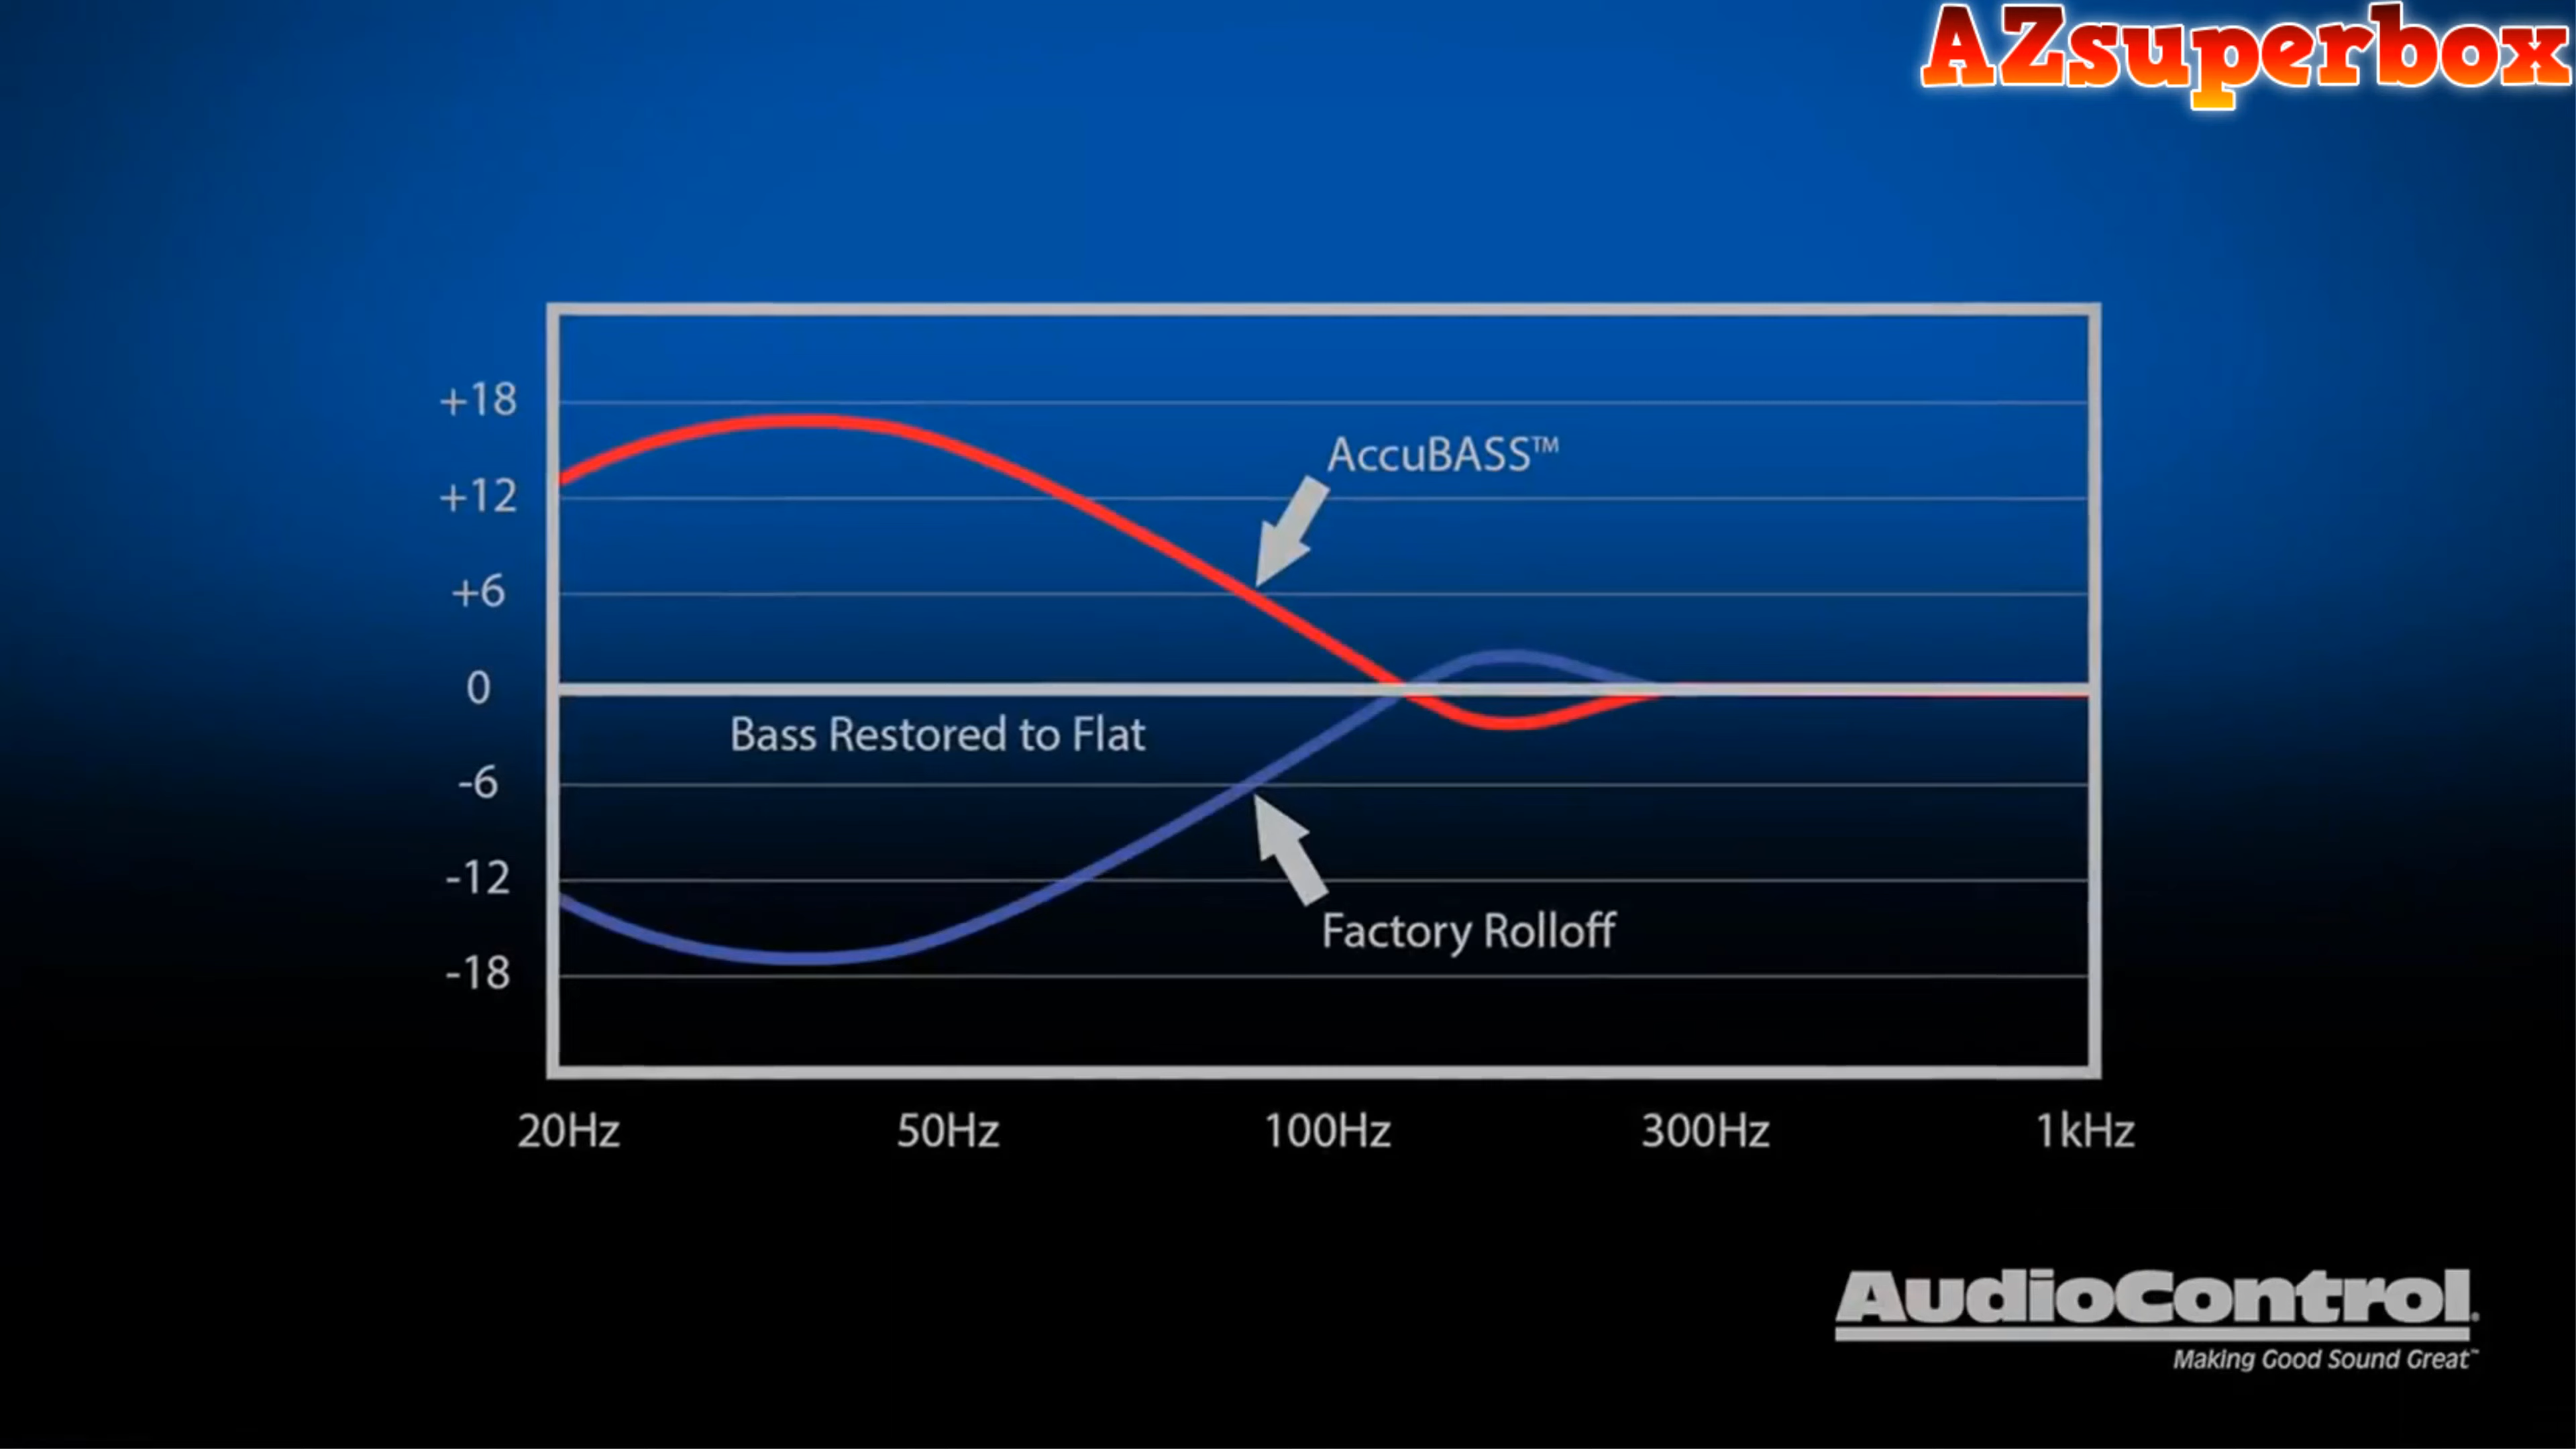 AZsuperbox
+18
AccuBASS™
+12
+6
0
Bass Restored to Flat
-6
-12
Factory Rolloff
-18
20Hz 50Hz 100Hz 300Hz 1kHz
AudioControl®
Making Good Sound Great™